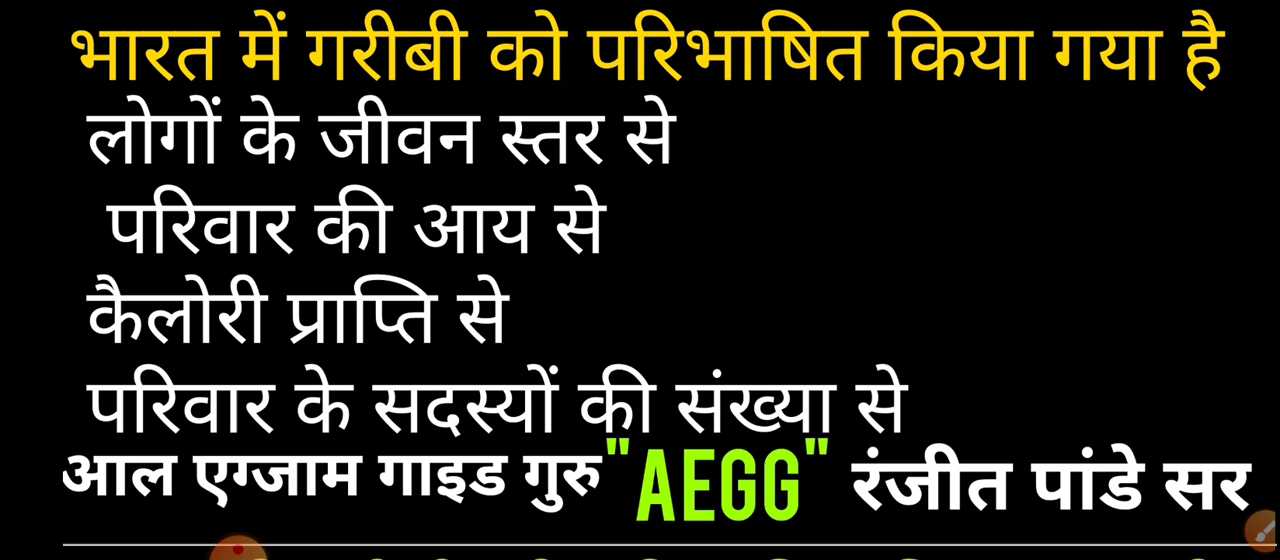 भारत में गरीबी को परिभाषित किया गया है
लोगों के जीवन स्तर से
परिवार की आय से
कैलोरी प्राप्ति से
परिवार के सदस्यों की संख्या से
आल एग्जाम गाइड गुरु "AEGG" रंजीत पांडे सर